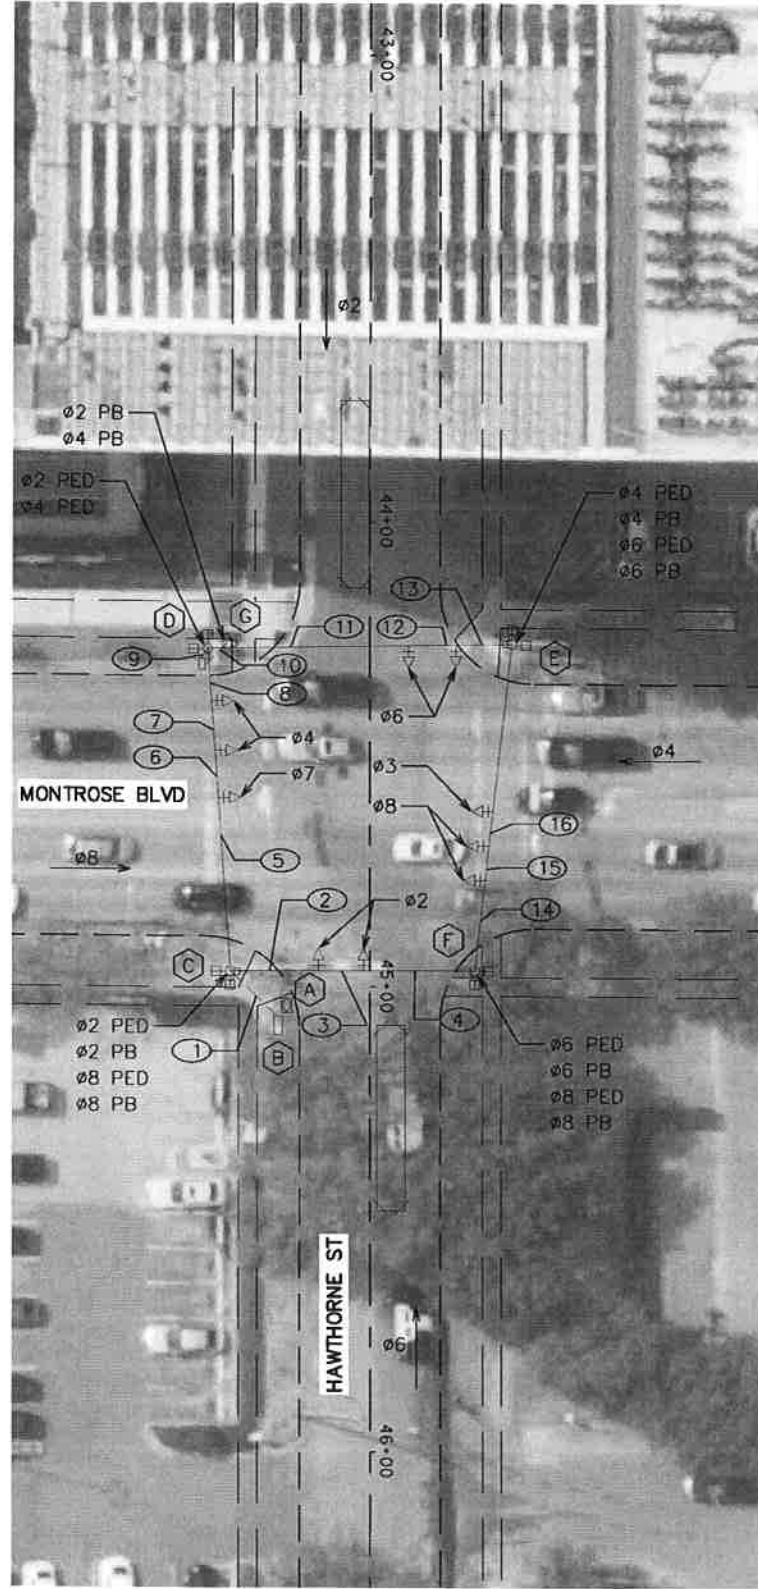 43+00
ø2
ø2 PB
ø4 PB
ø2 PED
ø4 PED
44+00
ø4 PED
ø4 PB
ø6 PED
ø6 PB
D
G
13
11
12
9
10
E
8
ø6
7
ø4
ø4
6
ø3
ø7
MONTROSE BLVD
ø8
16
5
ø8
15
2
ø2
14
C
F
A
45+00
3
4
ø2 PED
ø2 PB
ø8 PED
ø8 PB
1
B
ø6 PED
ø6 PB
ø8 PED
ø8 PB
HAWTHORNE ST
ø6
46+00